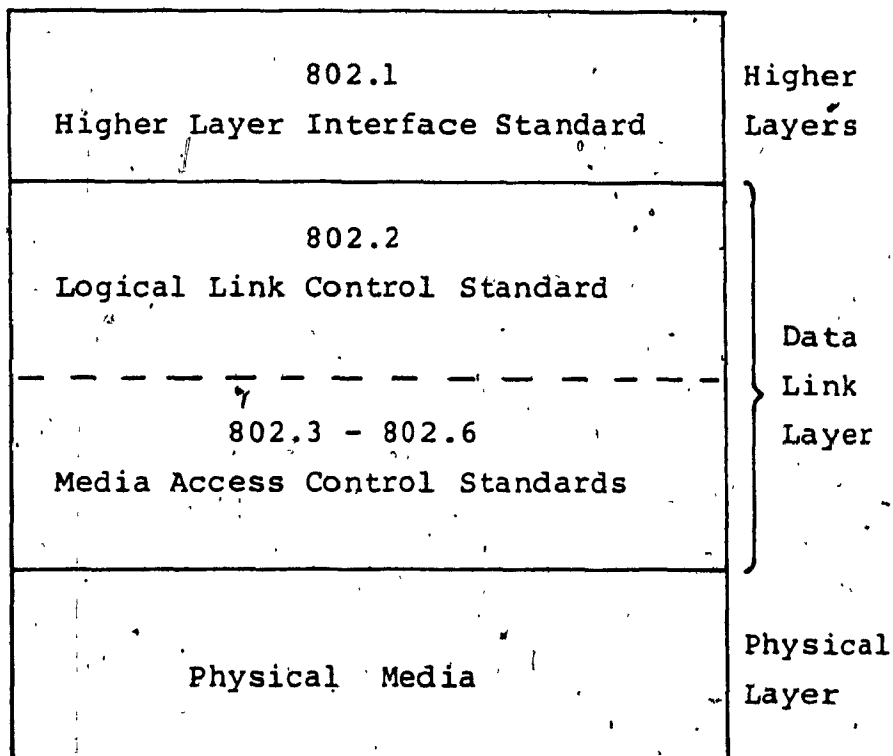 802.1
Higher Layer Interface Standard
Higher
Layers
802.2
Logical Link Control Standard
802.3 - 802.6
Media Access Control Standards
Data
Link
Layer
Physical Media
Physical
Layer